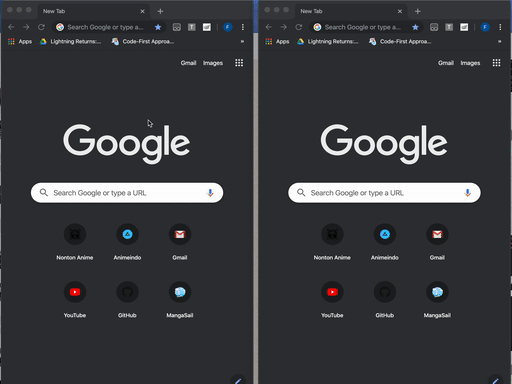 New Tab
Search Google or type a...
F
Apps
Lightning Returns:...
Code-First Approa...
»
Gmail
Images
Google
Search Google or type a URL
Nonton Anime
Animeindo
Gmail
YouTube
GitHub
MangaSail
New Tab
Search Google or type a...
F
Apps
Lightning Returns:...
Code-First Approa...
»
Gmail
Images
Google
Search Google or type a URL
Nonton Anime
Animeindo
Gmail
YouTube
GitHub
MangaSail